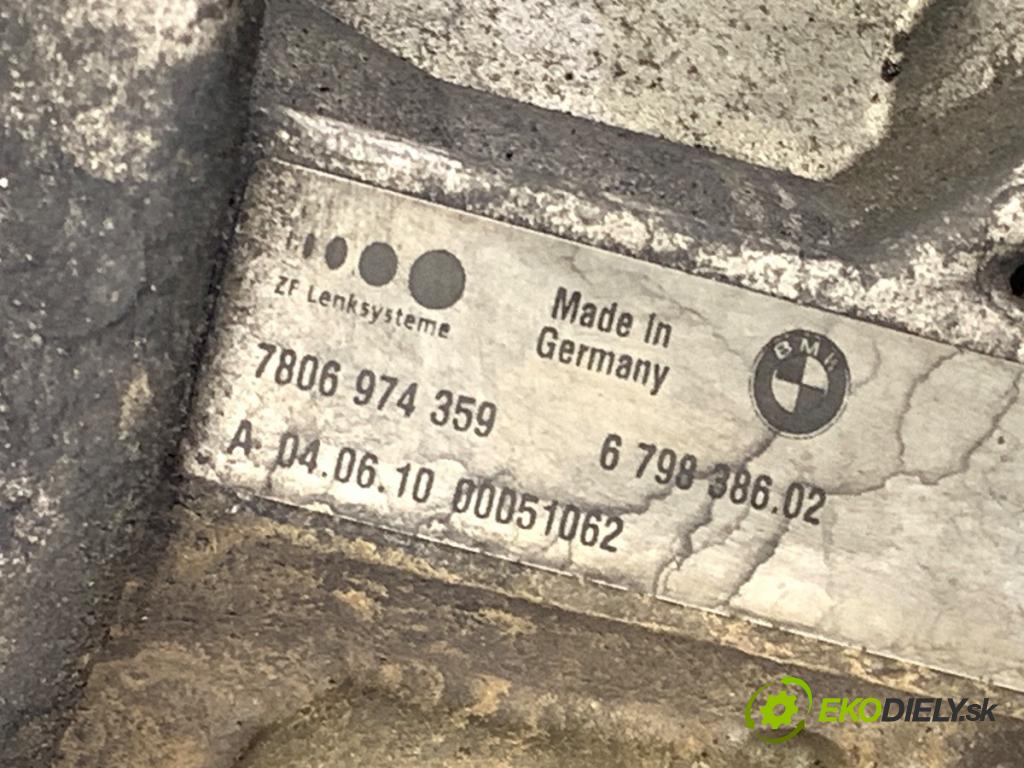 ZF Lenksysteme
Made in
Germany
BMW
7806 974 359
6 798 386.02
A 04.06.10 00051062
EKODIELY.sk